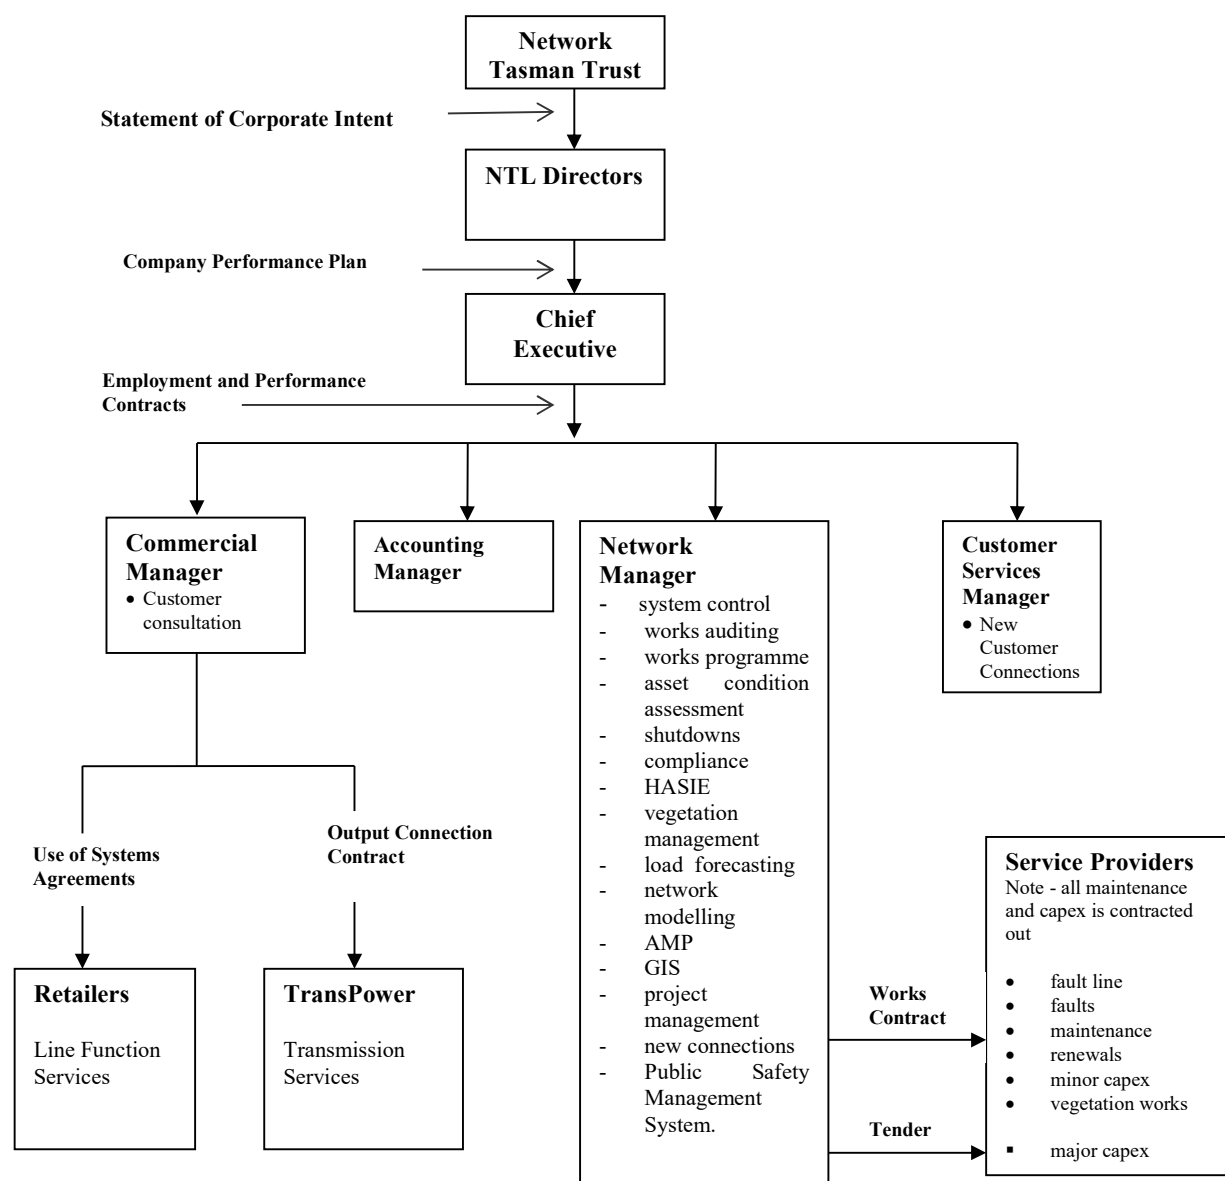 Network
Tasman Trust
Statement of Corporate Intent
NTL Directors
Company Performance Plan
Chief
Executive
Employment and Performance
Contracts
Commercial
Manager
• Customer
consultation
Accounting
Manager
Network
Manager
- system control
- works auditing
- works programme
- asset condition
assessment
- shutdowns
- compliance
- HASIE
- vegetation
management
- load forecasting
- network
modelling
- AMP
- GIS
- project
management
- new connections
- Public Safety
Management
System.
Customer
Services
Manager
• New
Customer
Connections
Use of Systems
Agreements
Output Connection
Contract
Retailers
Line Function
Services
TransPower
Transmission
Services
Works
Contract
Tender
Service Providers
Note - all maintenance
and capex is contracted
out
• fault line
• faults
• maintenance
• renewals
• minor capex
• vegetation works
▪ major capex